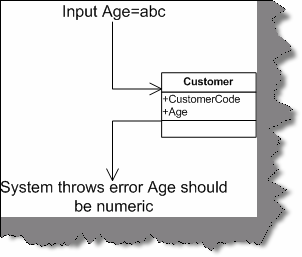 Input Age=abc
Customer
+CustomerCode
+Age
System throws error Age should
be numeric